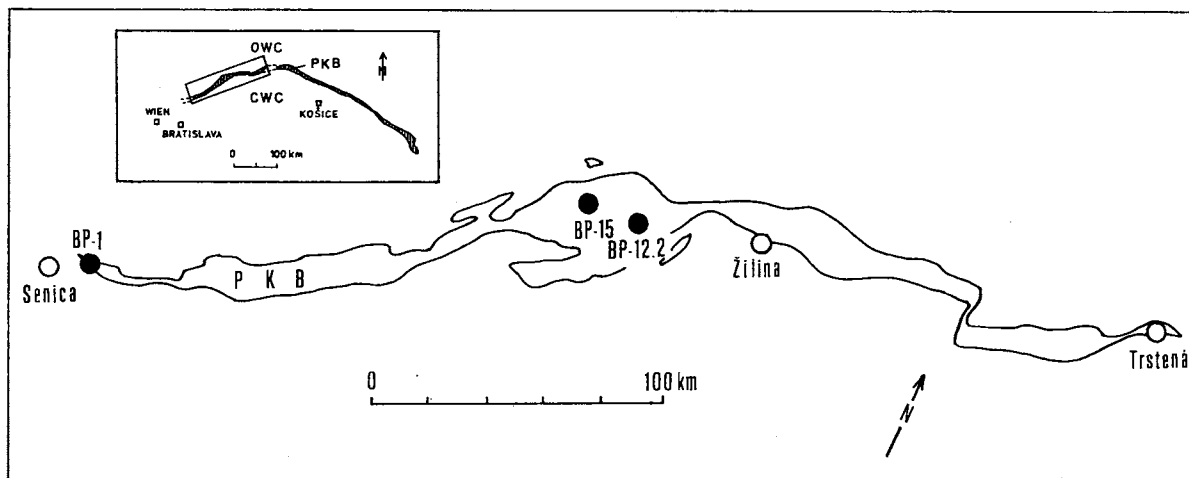 OWC
PKB
N
CWC
WIEN
BRATISLAVA
KOŠICE
0 100 km
BP-1
Senica
P K B
BP-15
BP-12.2
Žilina
Trstená
0 100 km
N